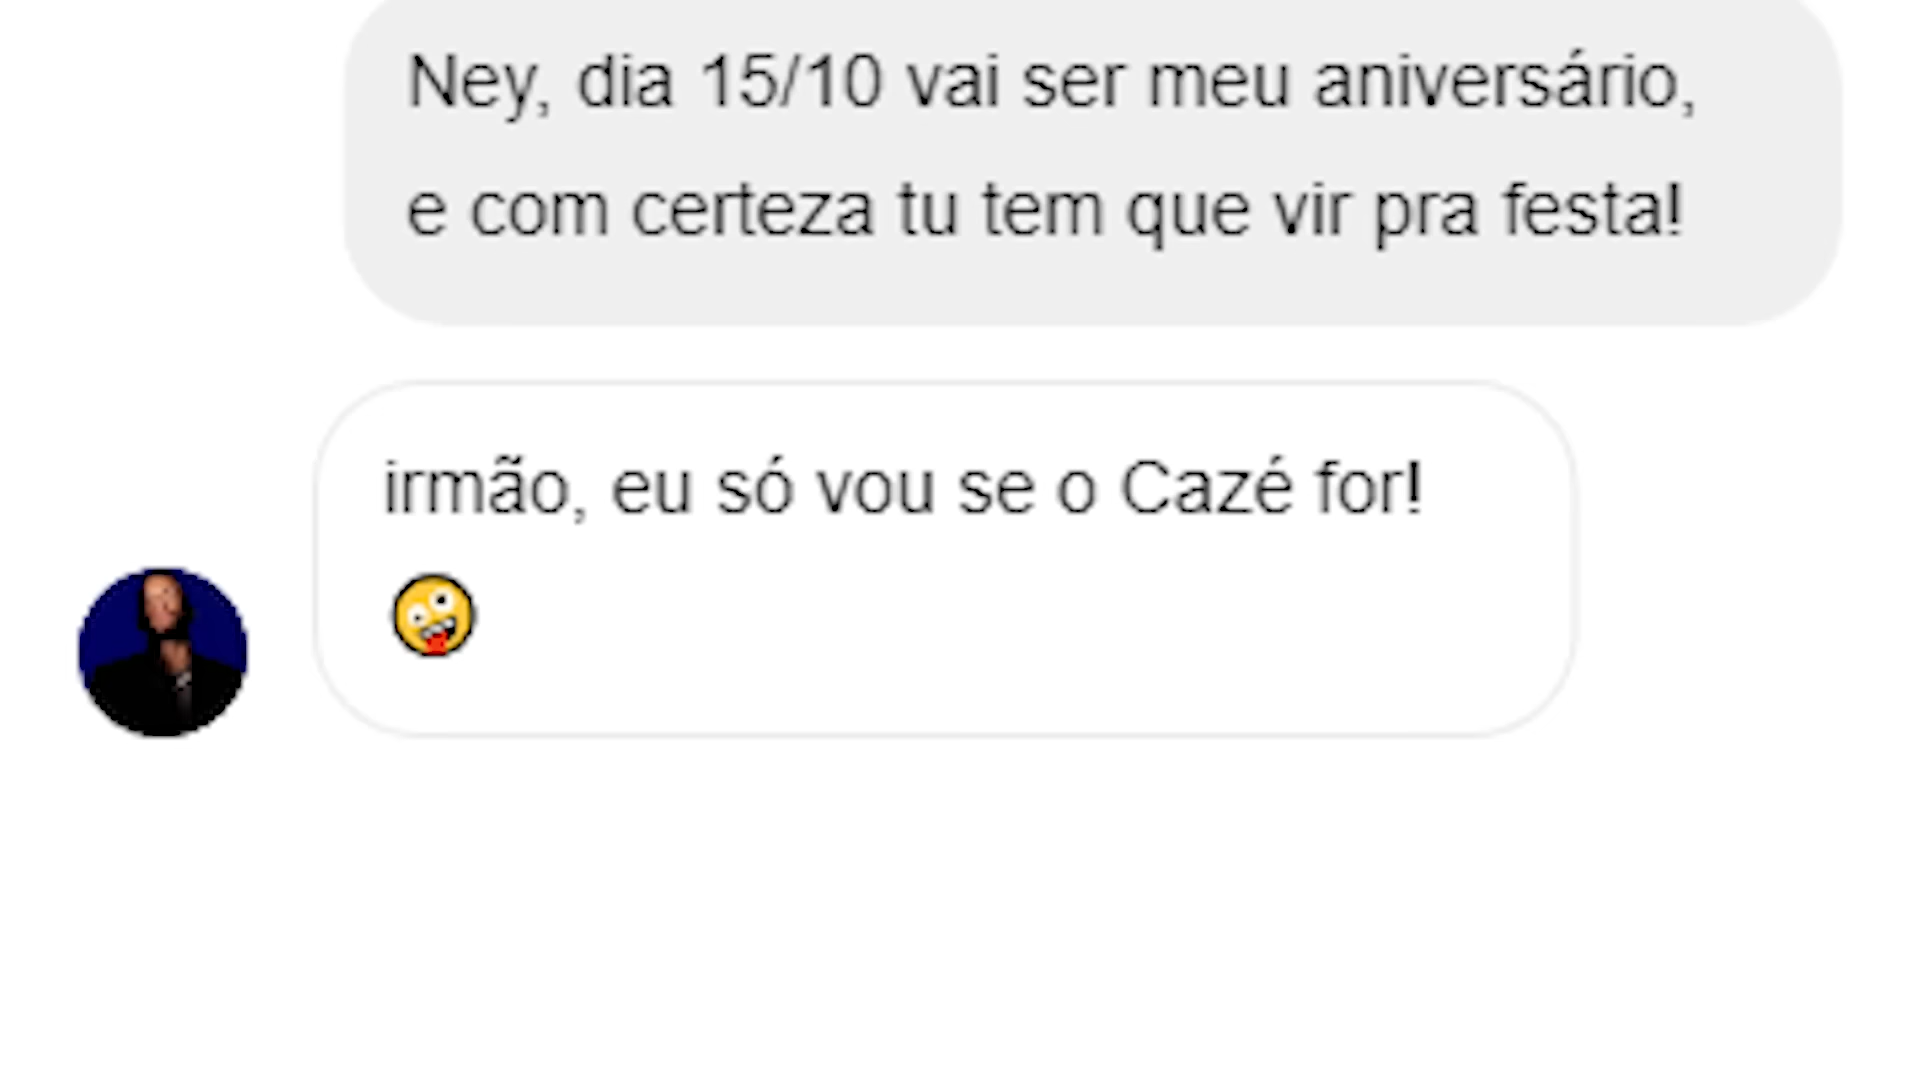 Ney, dia 15/10 vai ser meu aniversário,
e com certeza tu tem que vir pra festa!
irmão, eu só vou se o Cazé for!
🤪